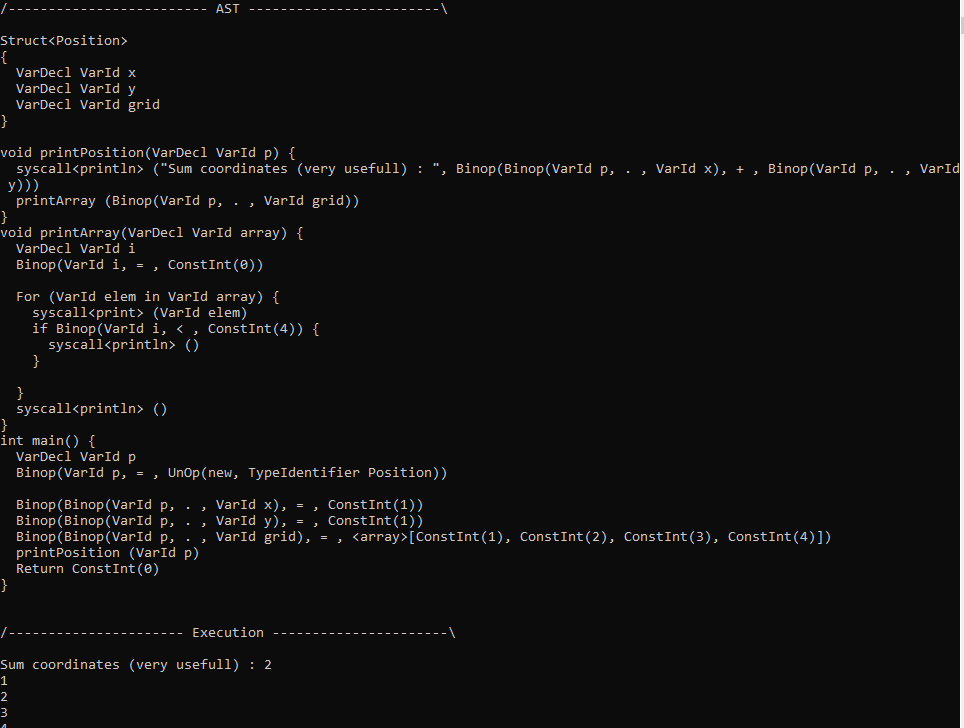 /------------------------- AST ------------------------\
Struct<Position>
{
  VarDecl VarId x
  VarDecl VarId y
  VarDecl VarId grid
}
void printPosition(VarDecl VarId p) {
  syscall<println> ("Sum coordinates (very usefull) : ", Binop(Binop(VarId p, . , VarId x), + , Binop(VarId p, . , VarId
 y)))
  printArray (Binop(VarId p, . , VarId grid))
}
void printArray(VarDecl VarId array) {
  VarDecl VarId i
  Binop(VarId i, = , ConstInt(0))
  For (VarId elem in VarId array) {
    syscall<print> (VarId elem)
    if Binop(VarId i, < , ConstInt(4)) {
      syscall<println> ()
    }
  }
  syscall<println> ()
}
int main() {
  VarDecl VarId p
  Binop(VarId p, = , UnOp(new, TypeIdentifier Position))
  Binop(Binop(VarId p, . , VarId x), = , ConstInt(1))
  Binop(Binop(VarId p, . , VarId y), = , ConstInt(1))
  Binop(Binop(VarId p, . , VarId grid), = , <array>[ConstInt(1), ConstInt(2), ConstInt(3), ConstInt(4)])
  printPosition (VarId p)
  Return ConstInt(0)
}
/---------------------- Execution ----------------------\
Sum coordinates (very usefull) : 2
1
2
3
4